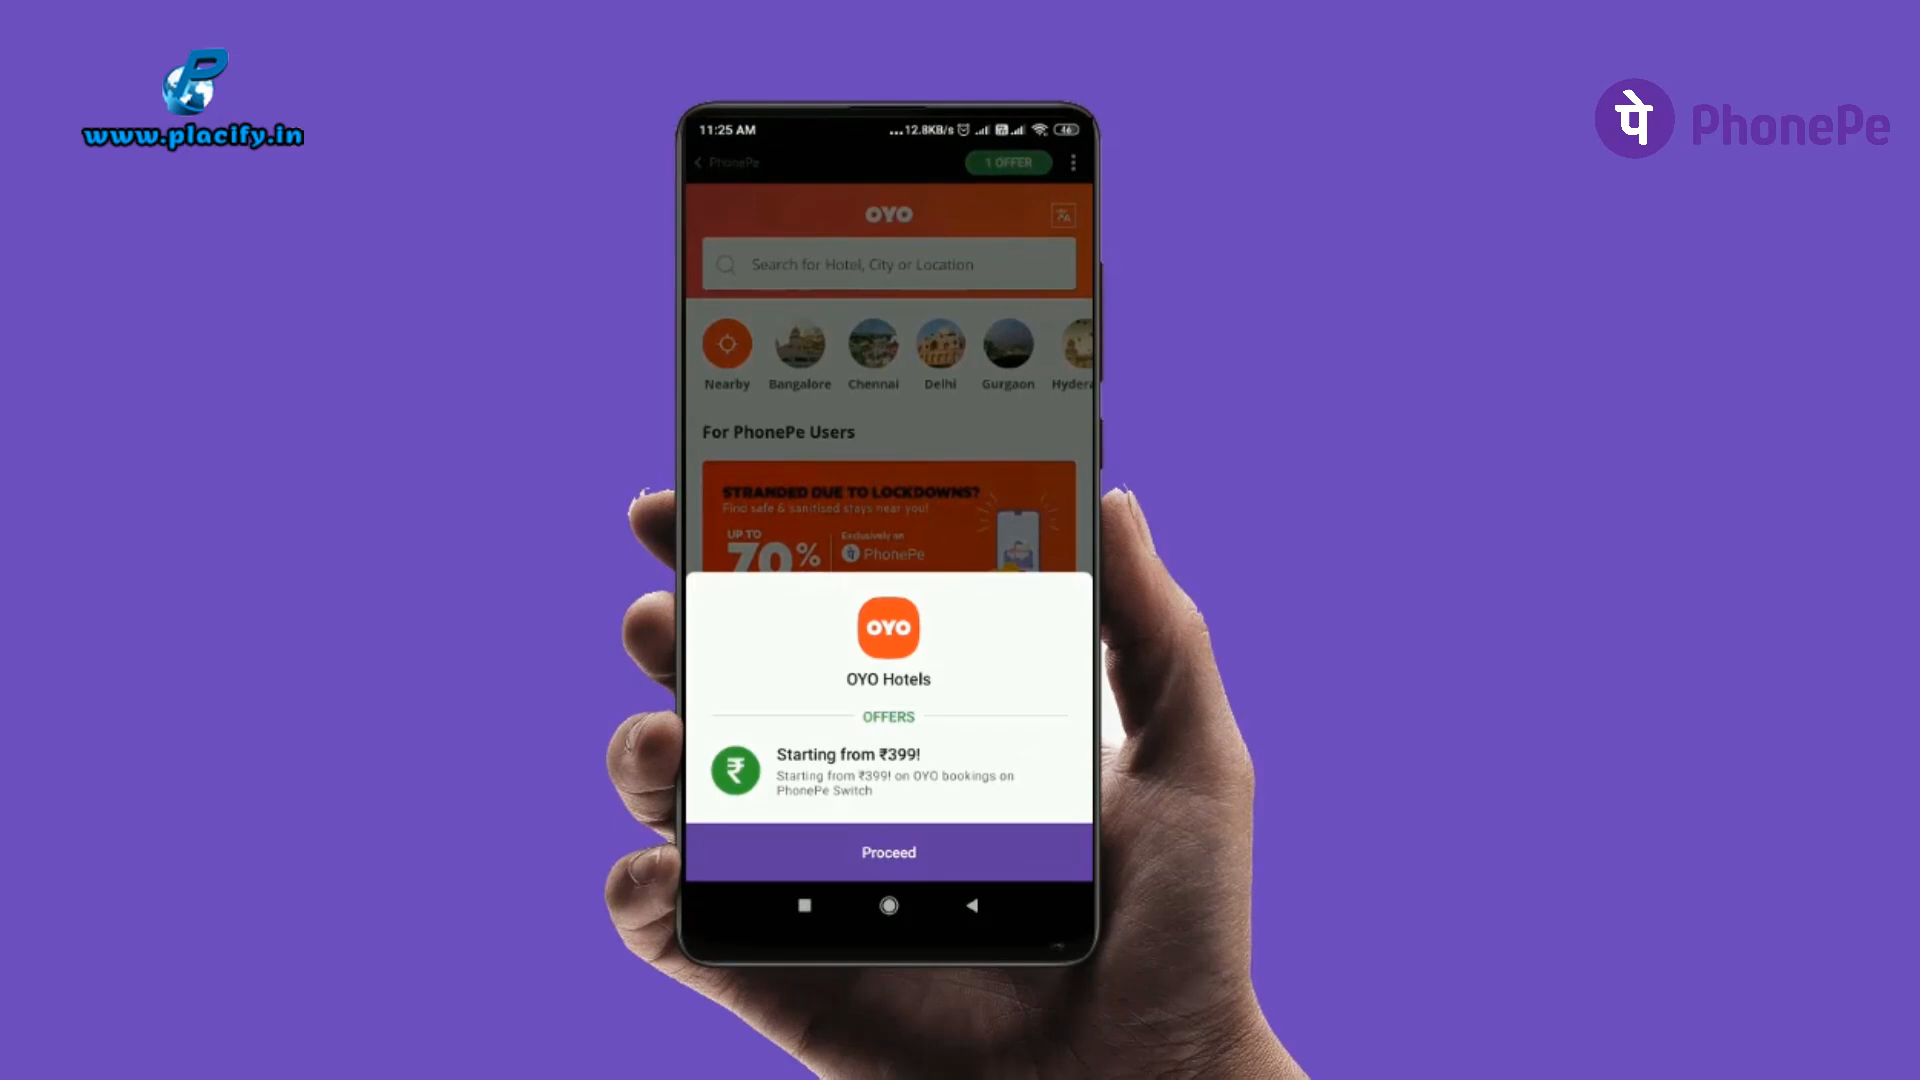 www.placify.in
पे PhonePe
11:25 AM
...12.8KB/s
46
PhonePe
1 OFFER
OYO
Search for Hotel, City or Location
Nearby Bangalore Chennai Delhi Gurgaon Hydera
For PhonePe Users
STRANDED DUE TO LOCKDOWNS?
Find safe & sanitised stays near you!
UP TO
70%
Exclusively on
पे PhonePe
OYO
OYO Hotels
OFFERS
₹
Starting from ₹399!
Starting from ₹399! on OYO bookings on
PhonePe Switch
Proceed